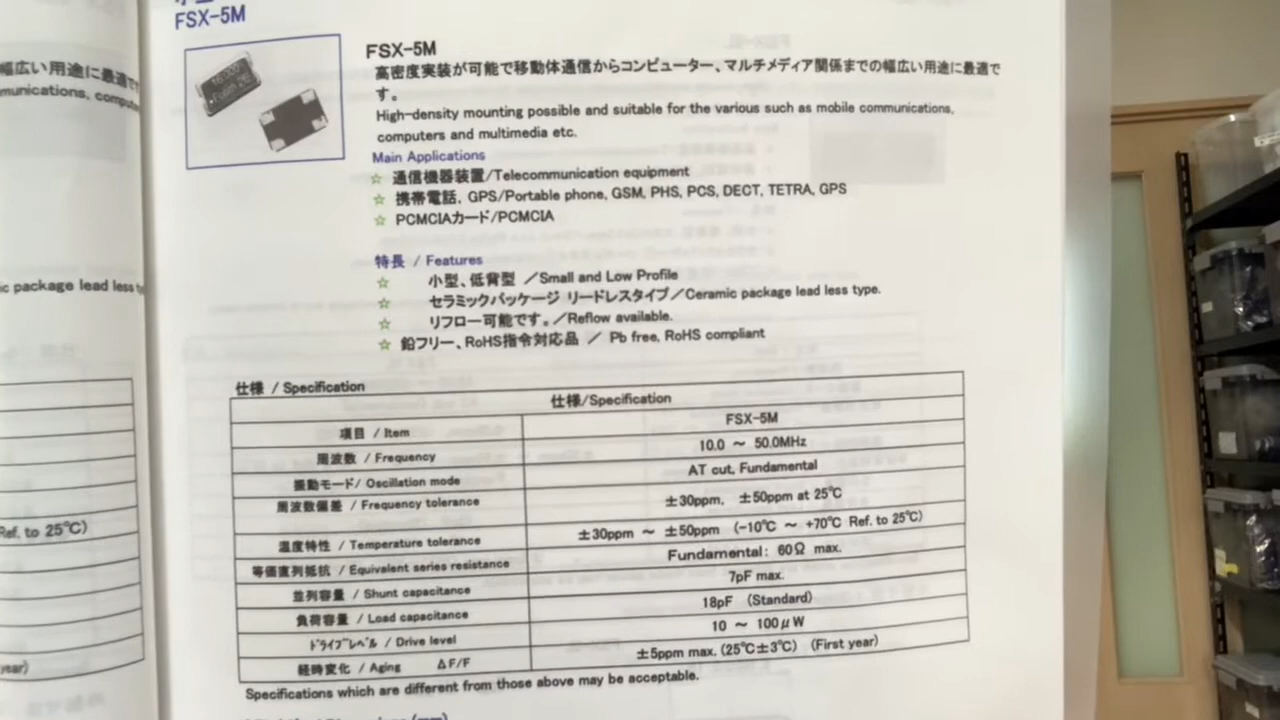 FSX-5M
FSX-5M
高密度実装が可能で移動体通信からコンピューター、マルチメディア関係までの幅広い用途に最適で
す。
High-density mounting possible and suitable for the various such as mobile communications,
computers and multimedia etc.
Main Applications
☆ 通信機器装置/Telecommunication equipment
☆ 携帯電話, GPS/Portable phone, GSM, PHS, PCS, DECT, TETRA, GPS
☆ PCMCIAカード/PCMCIA
特長 / Features
☆ 小型、低背型 /Small and Low Profile
☆ セラミックパッケージ リードレスタイプ/Ceramic package lead less type.
☆ リフロー可能です。/Reflow available.
☆ 鉛フリー、RoHS指令対応品 / Pb free, RoHS compliant
仕様 / Specification
仕様/Specification
項目 / Item FSX-5M
周波数 / Frequency 10.0 ~ 50.0MHz
振動モード/ Oscillation mode AT cut, Fundamental
周波数偏差 / Frequency tolerance ±30ppm, ±50ppm at 25℃
温度特性 / Temperature tolerance ±30ppm ~ ±50ppm (-10℃ ~ +70℃ Ref. to 25℃)
等価直列抵抗 / Equivalent series resistance Fundamental: 60Ω max.
並列容量 / Shunt capacitance 7pF max.
負荷容量 / Load capacitance 18pF (Standard)
ドライブレベル / Drive level 10 ~ 100μW
経時変化 / Aging ΔF/F ±5ppm max. (25℃±3℃) (First year)
Specifications which are different from those above may be acceptable.
幅広い用途に最適で
munications,
ic package lead less
Ref. to 25℃)
year)